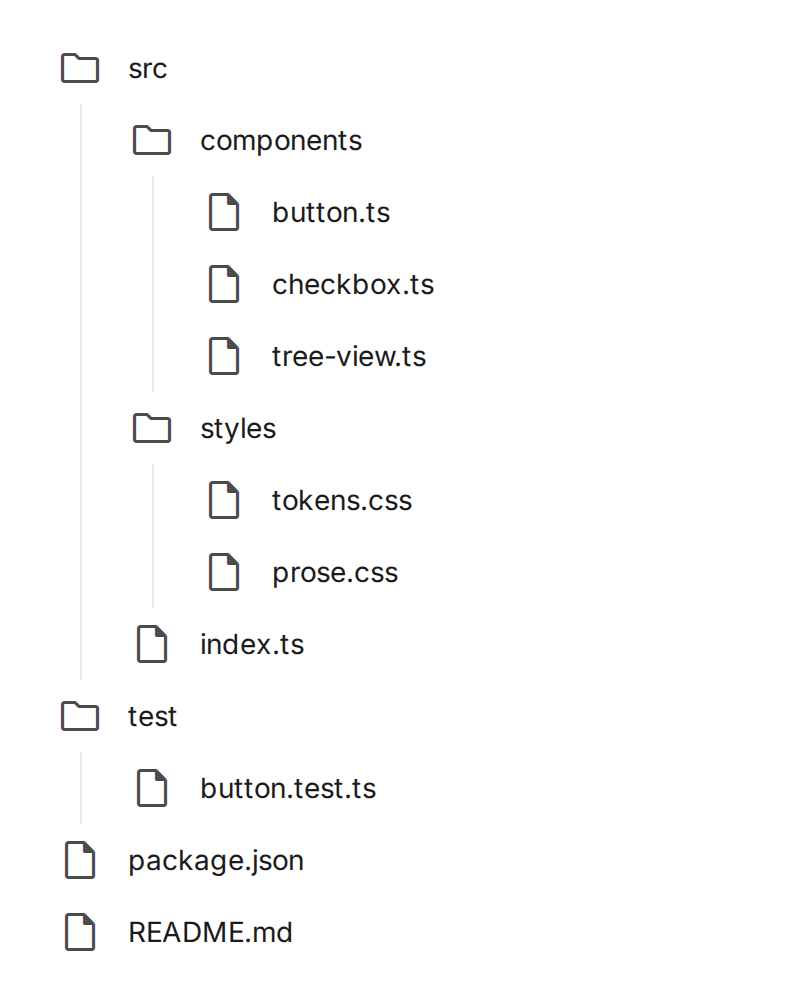 src
components
button.ts
checkbox.ts
tree-view.ts
styles
tokens.css
prose.css
index.ts
test
button.test.ts
package.json
README.md